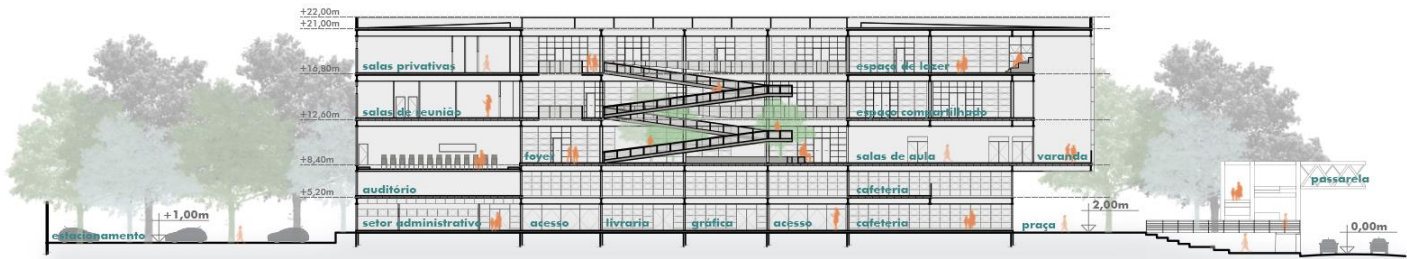 +22,00m
+21,00m
salas privativas
espaço de lazer
+16,80m
salas de reunião
espaço compartilhado
+12,60m
foyer
salas de aula
varanda
+8,40m
auditório
cafeteria
passarela
+5,20m
setor administrativo
acesso
livraria
gráfica
acesso
cafeteria
praça
2,00m
+1,00m
estacionamento
0,00m